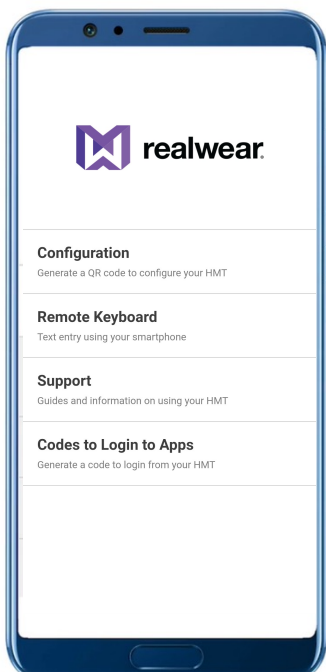 realwear.
Configuration
Generate a QR code to configure your HMT
Remote Keyboard
Text entry using your smartphone
Support
Guides and information on using your HMT
Codes to Login to Apps
Generate a code to login from your HMT